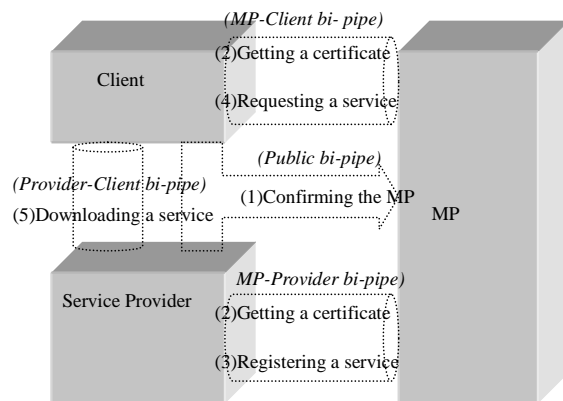 (MP-Client bi- pipe)
(2)Getting a certificate
Client
(4)Requesting a service
(Public bi-pipe)
(Provider-Client bi-pipe)
(1)Confirming the MP
(5)Downloading a service
MP
MP-Provider bi-pipe)
Service Provider
(2)Getting a certificate
(3)Registering a service